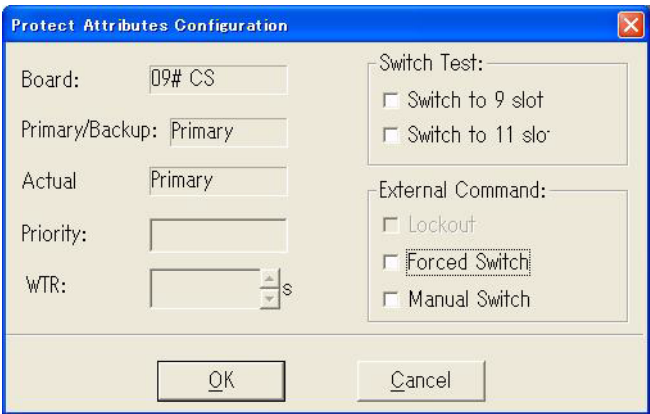 Protect Attributes Configuration
Board: 09# CS
Primary/Backup: Primary
Actual Primary
Priority:
WTR: s
Switch Test:
Switch to 9 slot
Switch to 11 slo
External Command:
Lockout
Forced Switch
Manual Switch
OK Cancel